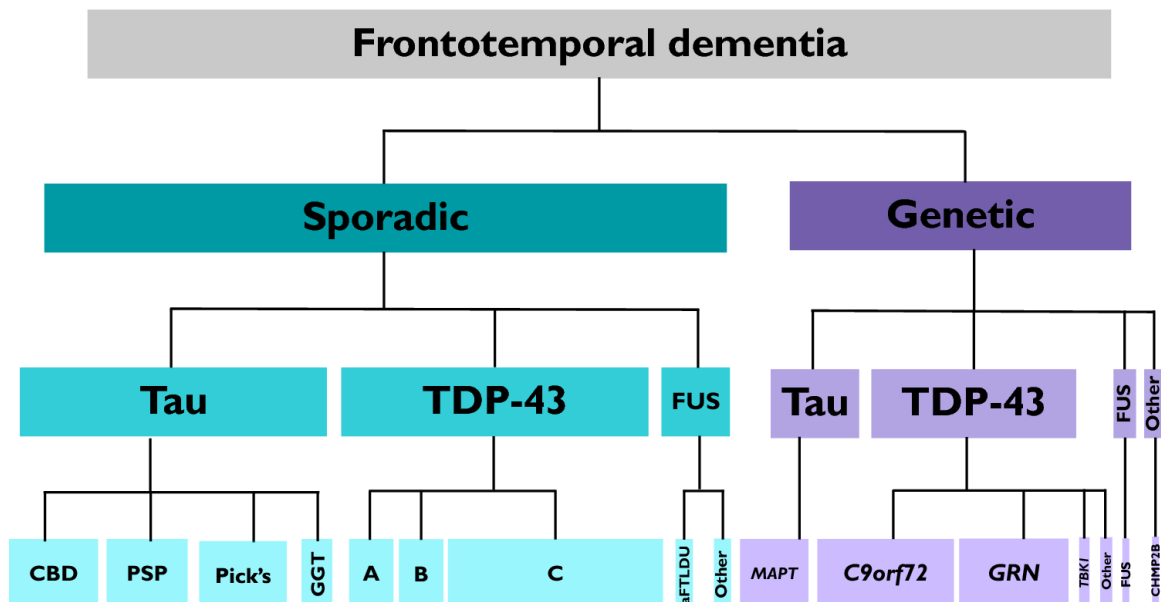 Frontotemporal dementia
Sporadic
Genetic
Tau
TDP-43
FUS
Tau
TDP-43
FUS
Other
CBD
PSP
Pick's
GGT
A
B
C
aFTLDU
Other
MAPT
C9orf72
GRN
TBK1
Other
FUS
CHMP2B